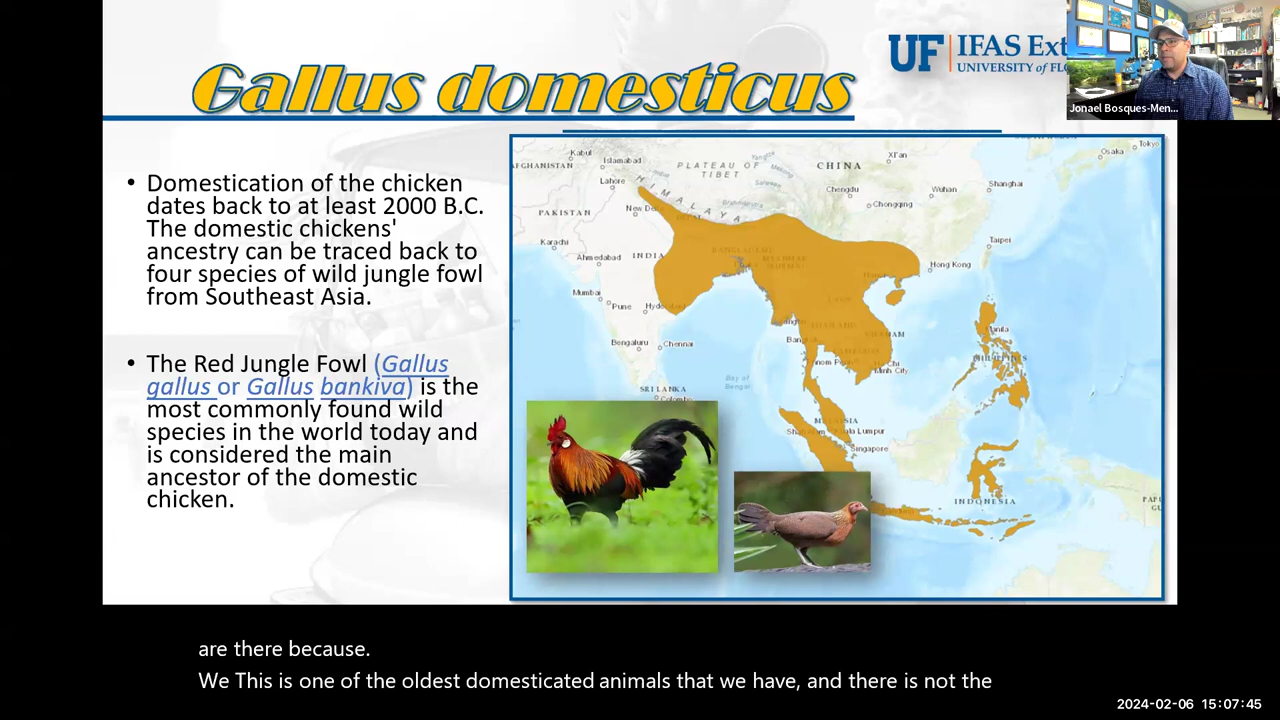 Gallus domesticus
UF IFAS Ext
UNIVERSITY of FLO
Jonael Bosques-Men...
• Domestication of the chicken
dates back to at least 2000 B.C.
The domestic chickens'
ancestry can be traced back to
four species of wild jungle fowl
from Southeast Asia.
• The Red Jungle Fowl (Gallus
gallus or Gallus bankiva) is the
most commonly found wild
species in the world today and
is considered the main
ancestor of the domestic
chicken.
Kabul
AFGHANISTAN
Islamabad
Lahore
PLATEAU OF
TIBET
CHINA
Xi'an
Osaka
Tokyo
HIMALAYA
Chengdu
Wuhan
Shanghai
Chongqing
PAKISTAN
New Delhi
Karachi
Taipei
Ahmedabad
INDIA
Hong Kong
Mumbai
Pune
Manila
Bengaluru
Chennai
PHILIPPINES
SRI LANKA
Colombo
Bay of
Bengal
VIETNAM
Minh City
MALAYSIA
Kuala Lumpur
Singapore
INDONESIA
are there because.
We This is one of the oldest domesticated animals that we have, and there is not the
2024-02-06 15:07:45